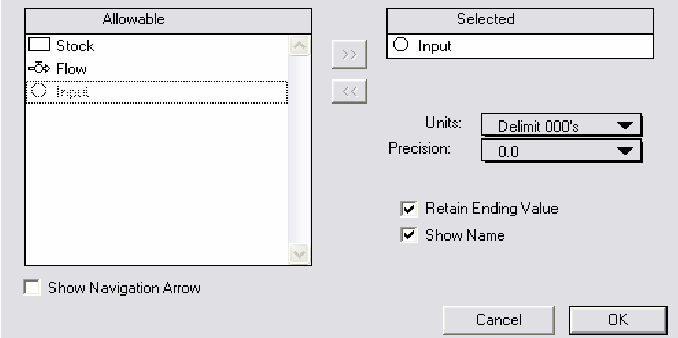 Allowable
Selected
Stock
Flow
Input
>>
<<
Input
Units: Delimit 000's
Precision: 0.0
Retain Ending Value
Show Name
Show Navigation Arrow
Cancel OK